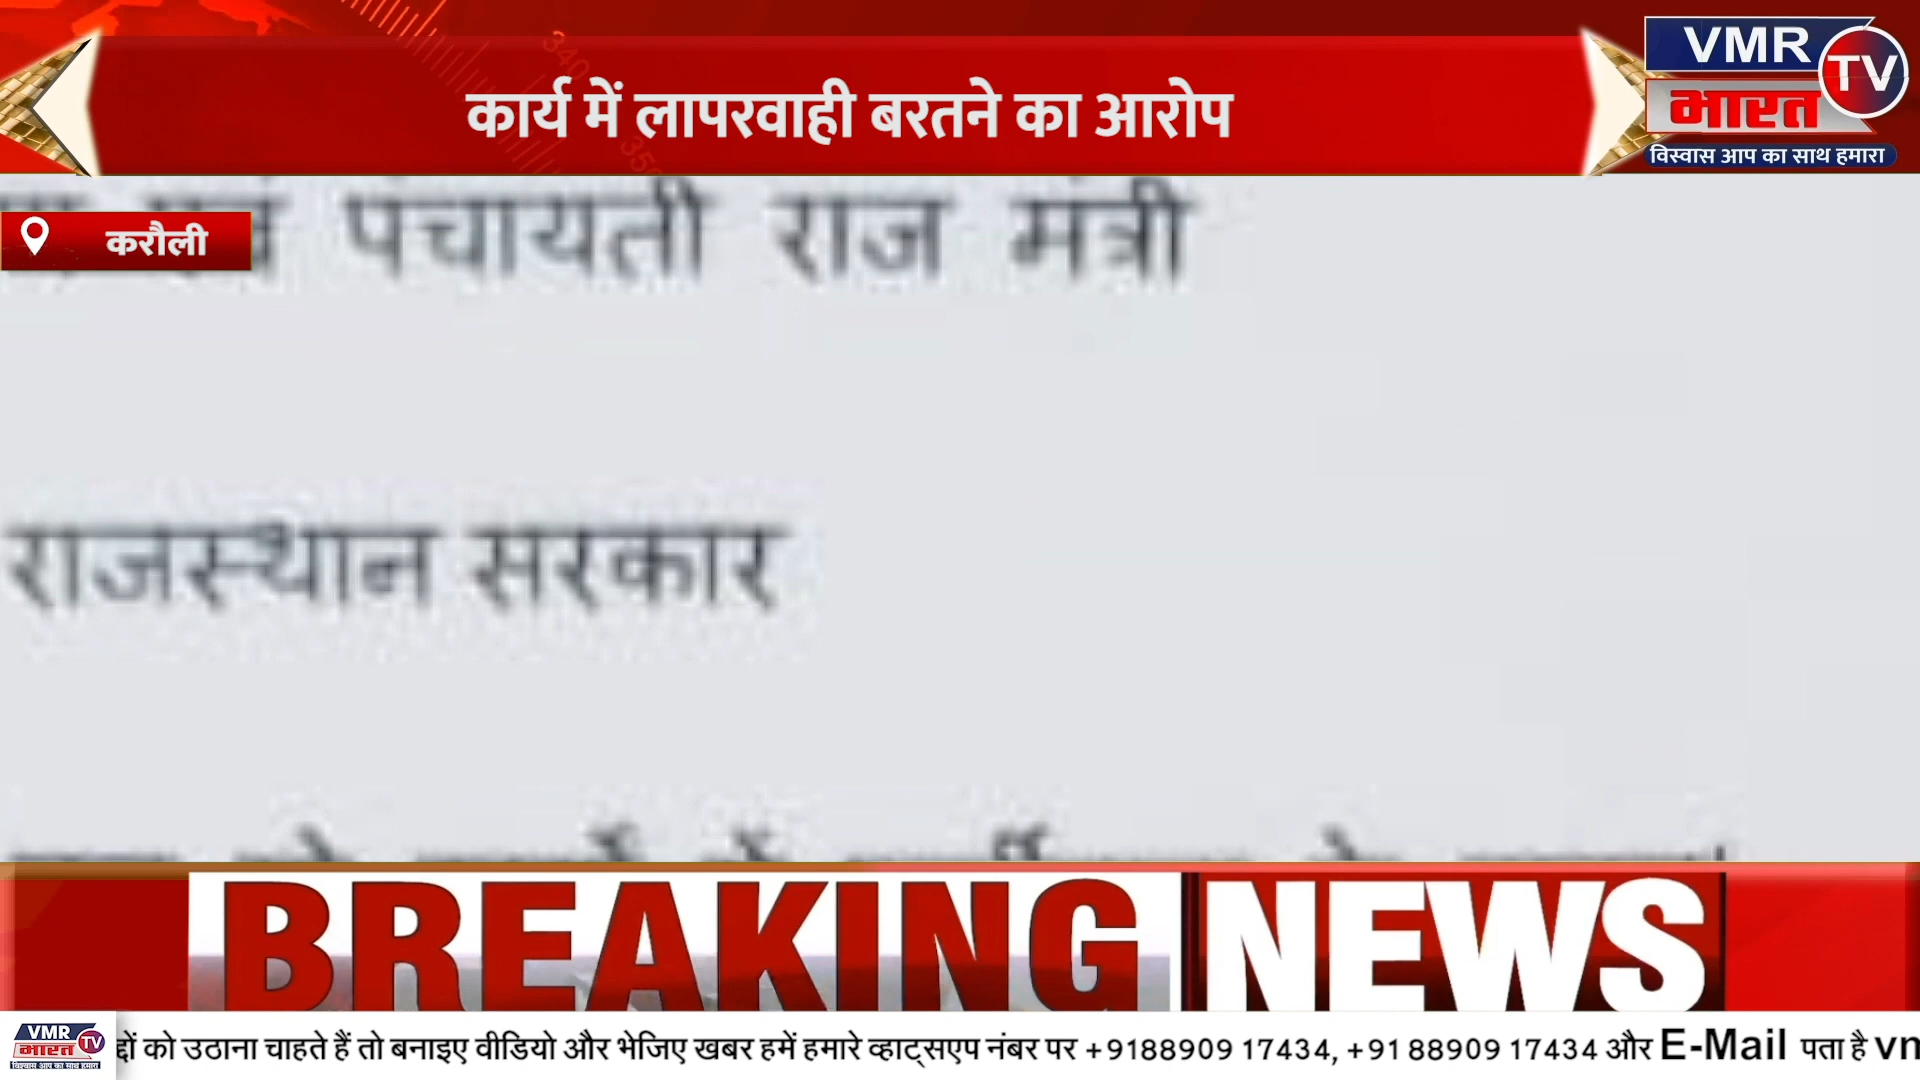 कार्य में लापरवाही बरतने का आरोप
VMR
भारत
TV
विस्वास आप का साथ हमारा
करौली
पंचायती राज मंत्री
राजस्थान सरकार
BREAKING NEWS
VMR
भारत
TV
को उठाना चाहते हैं तो बनाइए वीडियो और भेजिए खबर हमें हमारे व्हाट्सएप नंबर पर +9188909 17434, +91 88909 17434 और E-Mail पता है